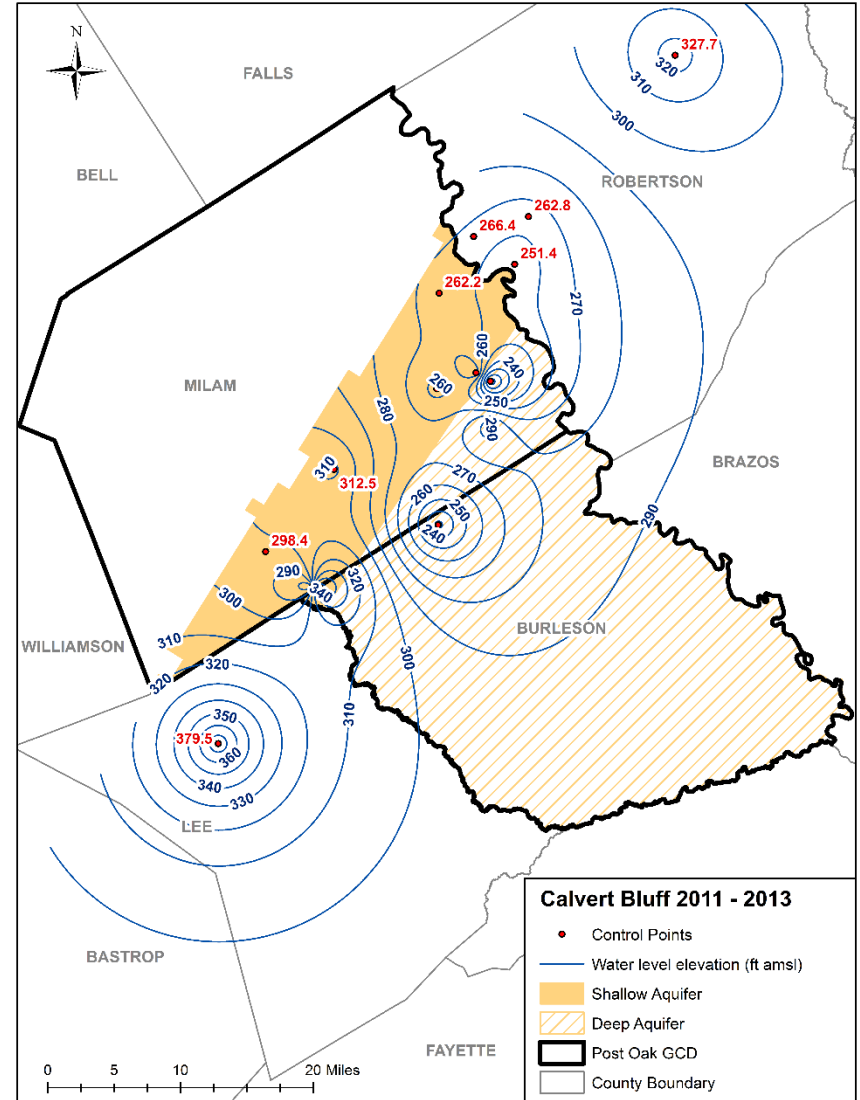 N
327.7
320
310
300
FALLS
BELL
ROBERTSON
262.8
266.4
251.4
262.2
270
260
240
260
250
280
290
MILAM
BRAZOS
310
312.5
270
260
250
240
290
298.4
290
320
340
300
BURLESON
310
WILLIAMSON
320
320
300
310
350
379.5
360
340
330
LEE
BASTROP
FAYETTE
Calvert Bluff 2011 - 2013
Control Points
Water level elevation (ft amsl)
Shallow Aquifer
Deep Aquifer
Post Oak GCD
County Boundary
0 5 10 20 Miles